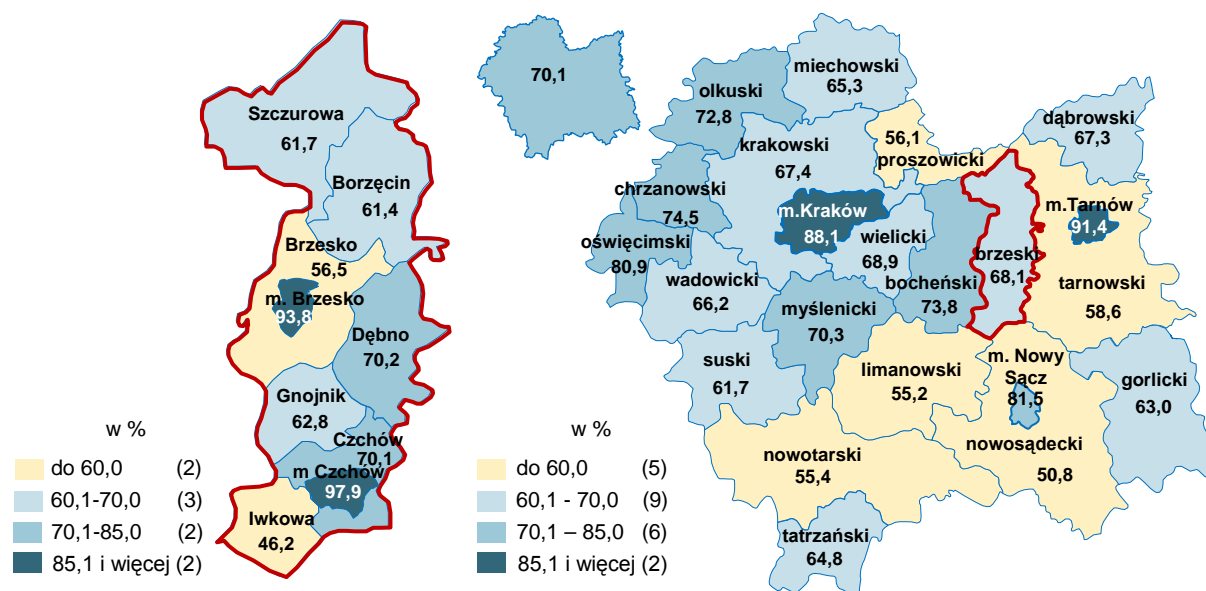 Szczurowa
61,7
Borzęcin
61,4
Brzesko
56,5
m. Brzesko
93,8
Dębno
70,2
Gnojnik
62,8
Czchów
70,1
m Czchów
97,9
Iwkowa
46,2
w %
do 60,0 (2)
60,1-70,0 (3)
70,1-85,0 (2)
85,1 i więcej (2)
70,1
miechowski
65,3
olkuski
72,8
dąbrowski
67,3
56,1
proszowicki
krakowski
67,4
chrzanowski
74,5
m.Kraków
88,1
m.Tarnów
91,4
oświęcimski
80,9
wielicki
68,9
brzeski
68,1
wadowicki
66,2
bocheński
73,8
tarnowski
58,6
myślenicki
70,3
suski
61,7
limanowski
55,2
m. Nowy
Sącz
81,5
gorlicki
63,0
nowotarski
55,4
nowosądecki
50,8
tatrzański
64,8
w %
do 60,0 (5)
60,1 - 70,0 (9)
70,1 – 85,0 (6)
85,1 i więcej (2)